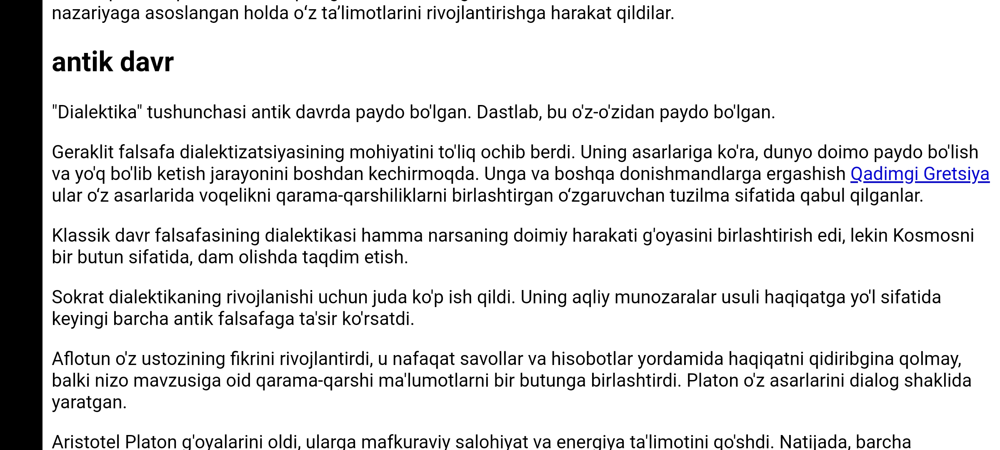 nazariyaga asoslangan holda oʻz taʼlimotlarini rivojlantirishga harakat qildilar.
antik davr
"Dialektika" tushunchasi antik davrda paydo bo'lgan. Dastlab, bu o'z-o'zidan paydo bo'lgan.
Geraklit falsafa dialektizatsiyasining mohiyatini to'liq ochib berdi. Uning asarlariga ko'ra, dunyo doimo paydo bo'lish
va yo'q bo'lib ketish jarayonini boshdan kechirmoqda. Unga va boshqa donishmandlarga ergashish Qadimgi Gretsiya
ular oʻz asarlarida voqelikni qarama-qarshiliklarni birlashtirgan oʻzgaruvchan tuzilma sifatida qabul qilganlar.
Klassik davr falsafasining dialektikasi hamma narsaning doimiy harakati g'oyasini birlashtirish edi, lekin Kosmosni
bir butun sifatida, dam olishda taqdim etish.
Sokrat dialektikaning rivojlanishi uchun juda ko'p ish qildi. Uning aqliy munozaralar usuli haqiqatga yo'l sifatida
keyingi barcha antik falsafaga ta'sir ko'rsatdi.
Aflotun o'z ustozining fikrini rivojlantirdi, u nafaqat savollar va hisobotlar yordamida haqiqatni qidiribgina qolmay,
balki nizo mavzusiga oid qarama-qarshi ma'lumotlarni bir butunga birlashtirdi. Platon o'z asarlarini dialog shaklida
yaratgan.
Aristotel Platon g'oyalarini oldi, ularga mafkuraviy salohiyat va energiya ta'limotini qo'shdi. Natijada, barcha